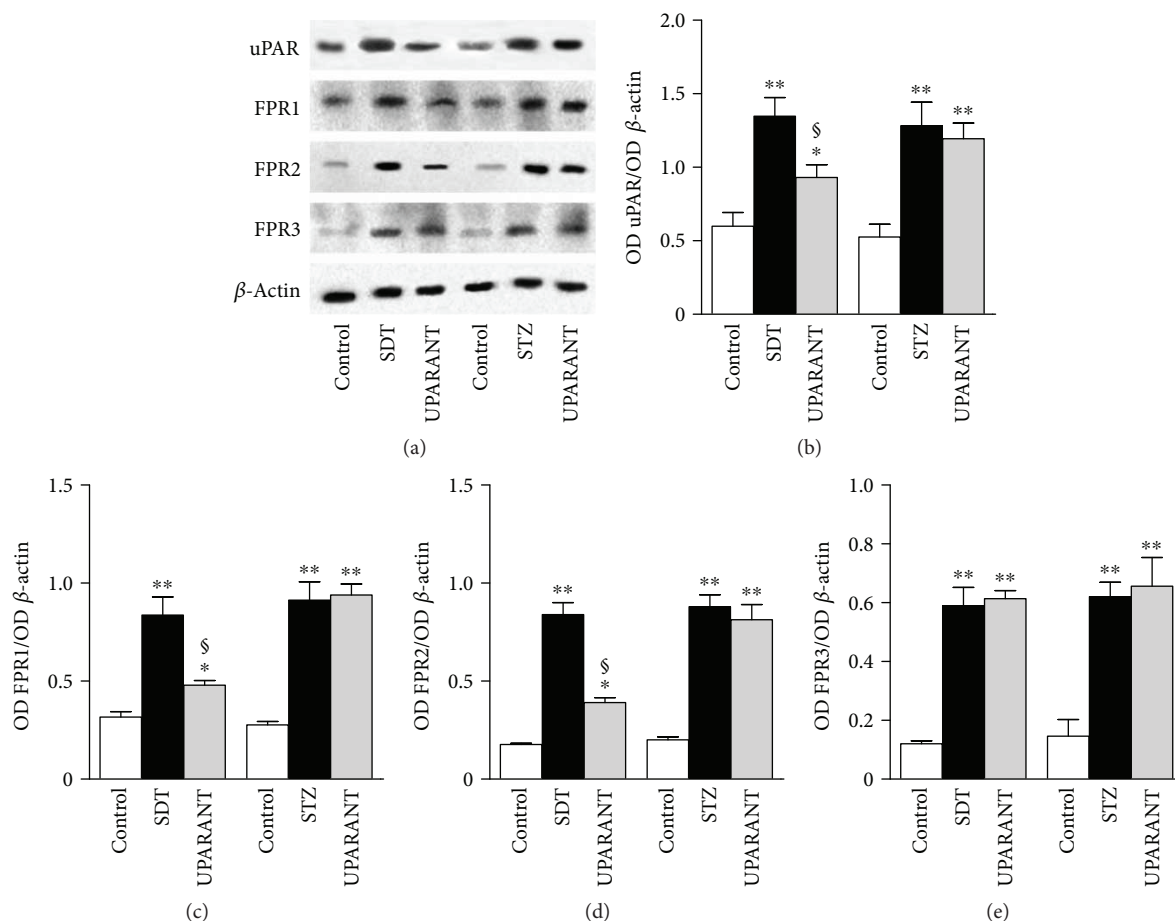 uPAR
FPR1
FPR2
FPR3
β-Actin
Control
SDT
UPARANT
Control
STZ
UPARANT
(a)
OD uPAR/OD β-actin
2.0
1.5
1.0
0.5
0
**
§
*
**
**
Control
SDT
UPARANT
Control
STZ
UPARANT
(b)
OD FPR1/OD β-actin
1.5
1.0
0.5
0
**
§
*
**
**
Control
SDT
UPARANT
Control
STZ
UPARANT
(c)
OD FPR2/OD β-actin
1.5
1.0
0.5
0
**
§
*
**
**
Control
SDT
UPARANT
Control
STZ
UPARANT
(d)
OD FPR3/OD β-actin
1.0
0.8
0.6
0.4
0.2
0
**
**
**
**
Control
SDT
UPARANT
Control
STZ
UPARANT
(e)